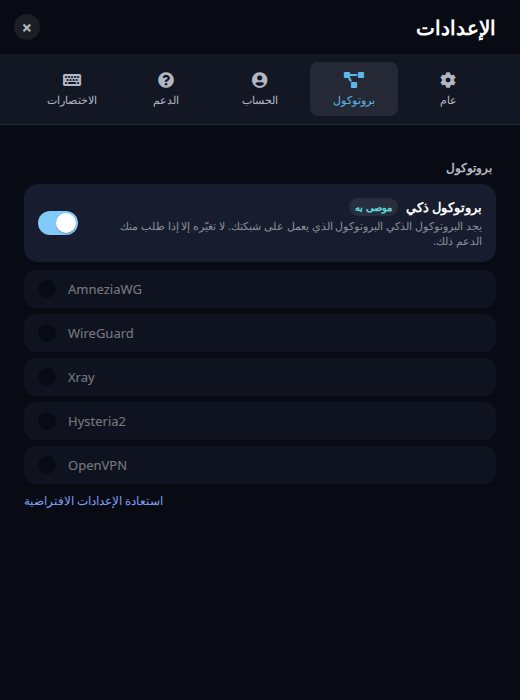 الإعدادات
عام
بروتوكول
الحساب
الدعم
الاختصارات
بروتوكول
بروتوكول ذكي موصى به
يجد البروتوكول الذكي البروتوكول الذي يعمل على شبكتك. لا تغيّره إلا إذا طلب منك
الدعم ذلك.
AmneziaWG
WireGuard
Xray
Hysteria2
OpenVPN
استعادة الإعدادات الافتراضية